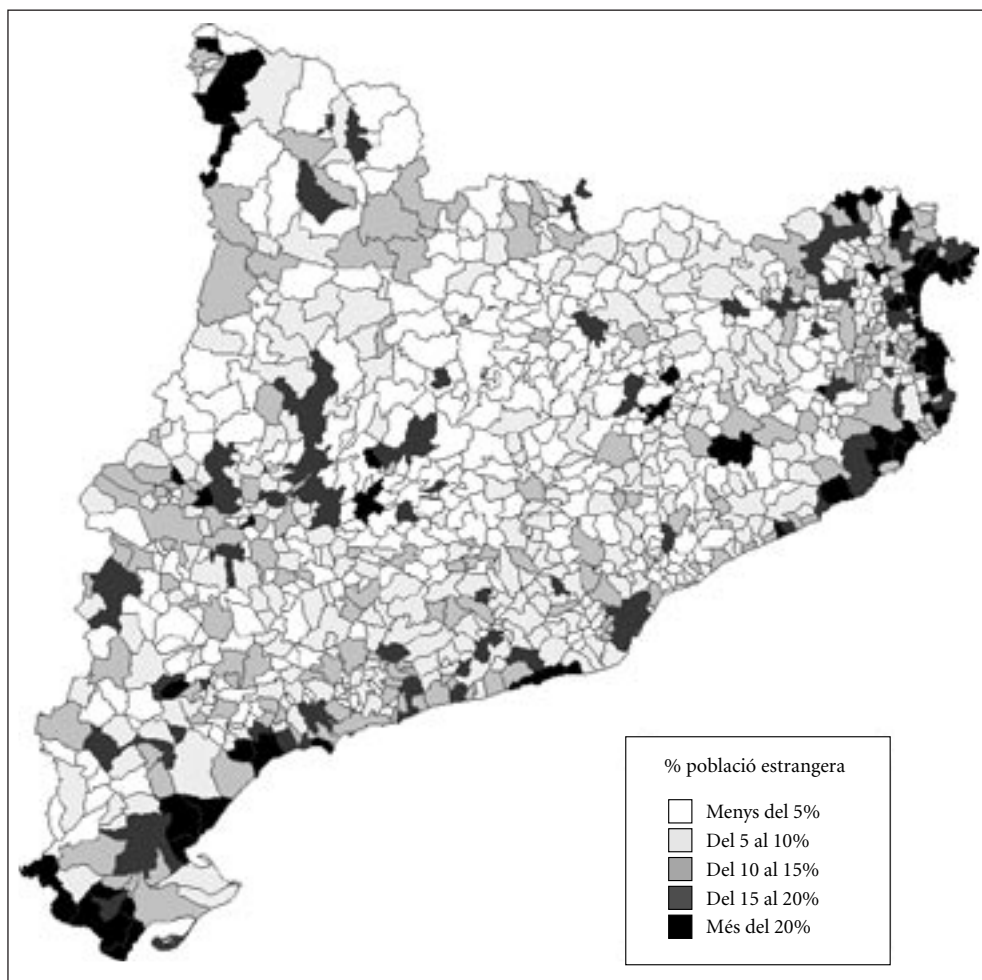 % població estrangera
Menys del 5%
Del 5 al 10%
Del 10 al 15%
Del 15 al 20%
Més del 20%